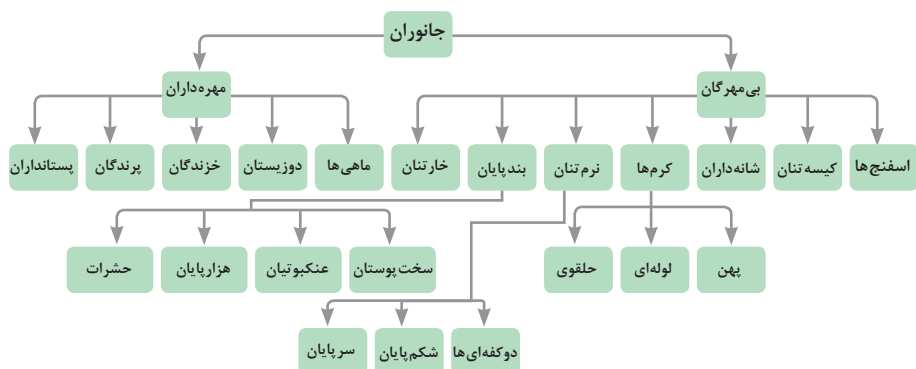 جانوران
بی‌مهرگان
مهره‌داران
اسفنج‌ها
کیسه‌تنان
شانه‌داران
کرم‌ها
نرم‌تنان
بندپایان
خارتنان
ماهی‌ها
دوزیستان
خزندگان
پرندگان
پستانداران
پهن
لوله‌ای
حلقوی
سخت‌پوستان
عنکبوتیان
هزارپایان
حشرات
دوکفه‌ای‌ها
شکم‌پایان
سرپایان